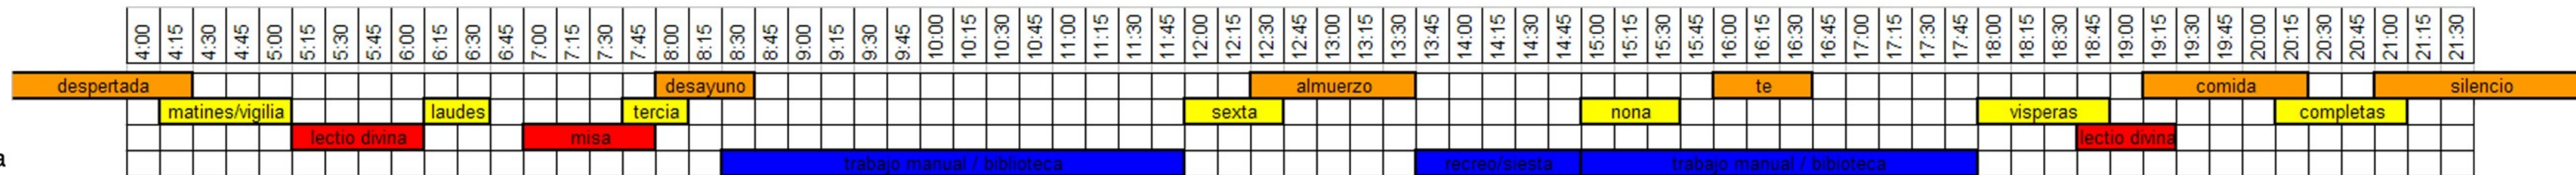 4:00 4:15 4:30 4:45 5:00 5:15 5:30 5:45 6:00 6:15 6:30 6:45 7:00 7:15 7:30 7:45 8:00 8:15 8:30 8:45 9:00 9:15 9:30 9:45 10:00 10:15 10:30 10:45 11:00 11:15 11:30 11:45 12:00 12:15 12:30 12:45 13:00 13:15 13:30 13:45 14:00 14:15 14:30 14:45 15:00 15:15 15:30 15:45 16:00 16:15 16:30 16:45 17:00 17:15 17:30 17:45 18:00 18:15 18:30 18:45 19:00 19:15 19:30 19:45 20:00 20:15 20:30 20:45 21:00 21:15 21:30
despertada desayuno almuerzo te comida silencio
matines/vigilia laudes tercia sexta nona visperas completas
lectio divina misa lectio divina
a trabajo manual / biblioteca recreo/siesta trabajo manual / bibioteca